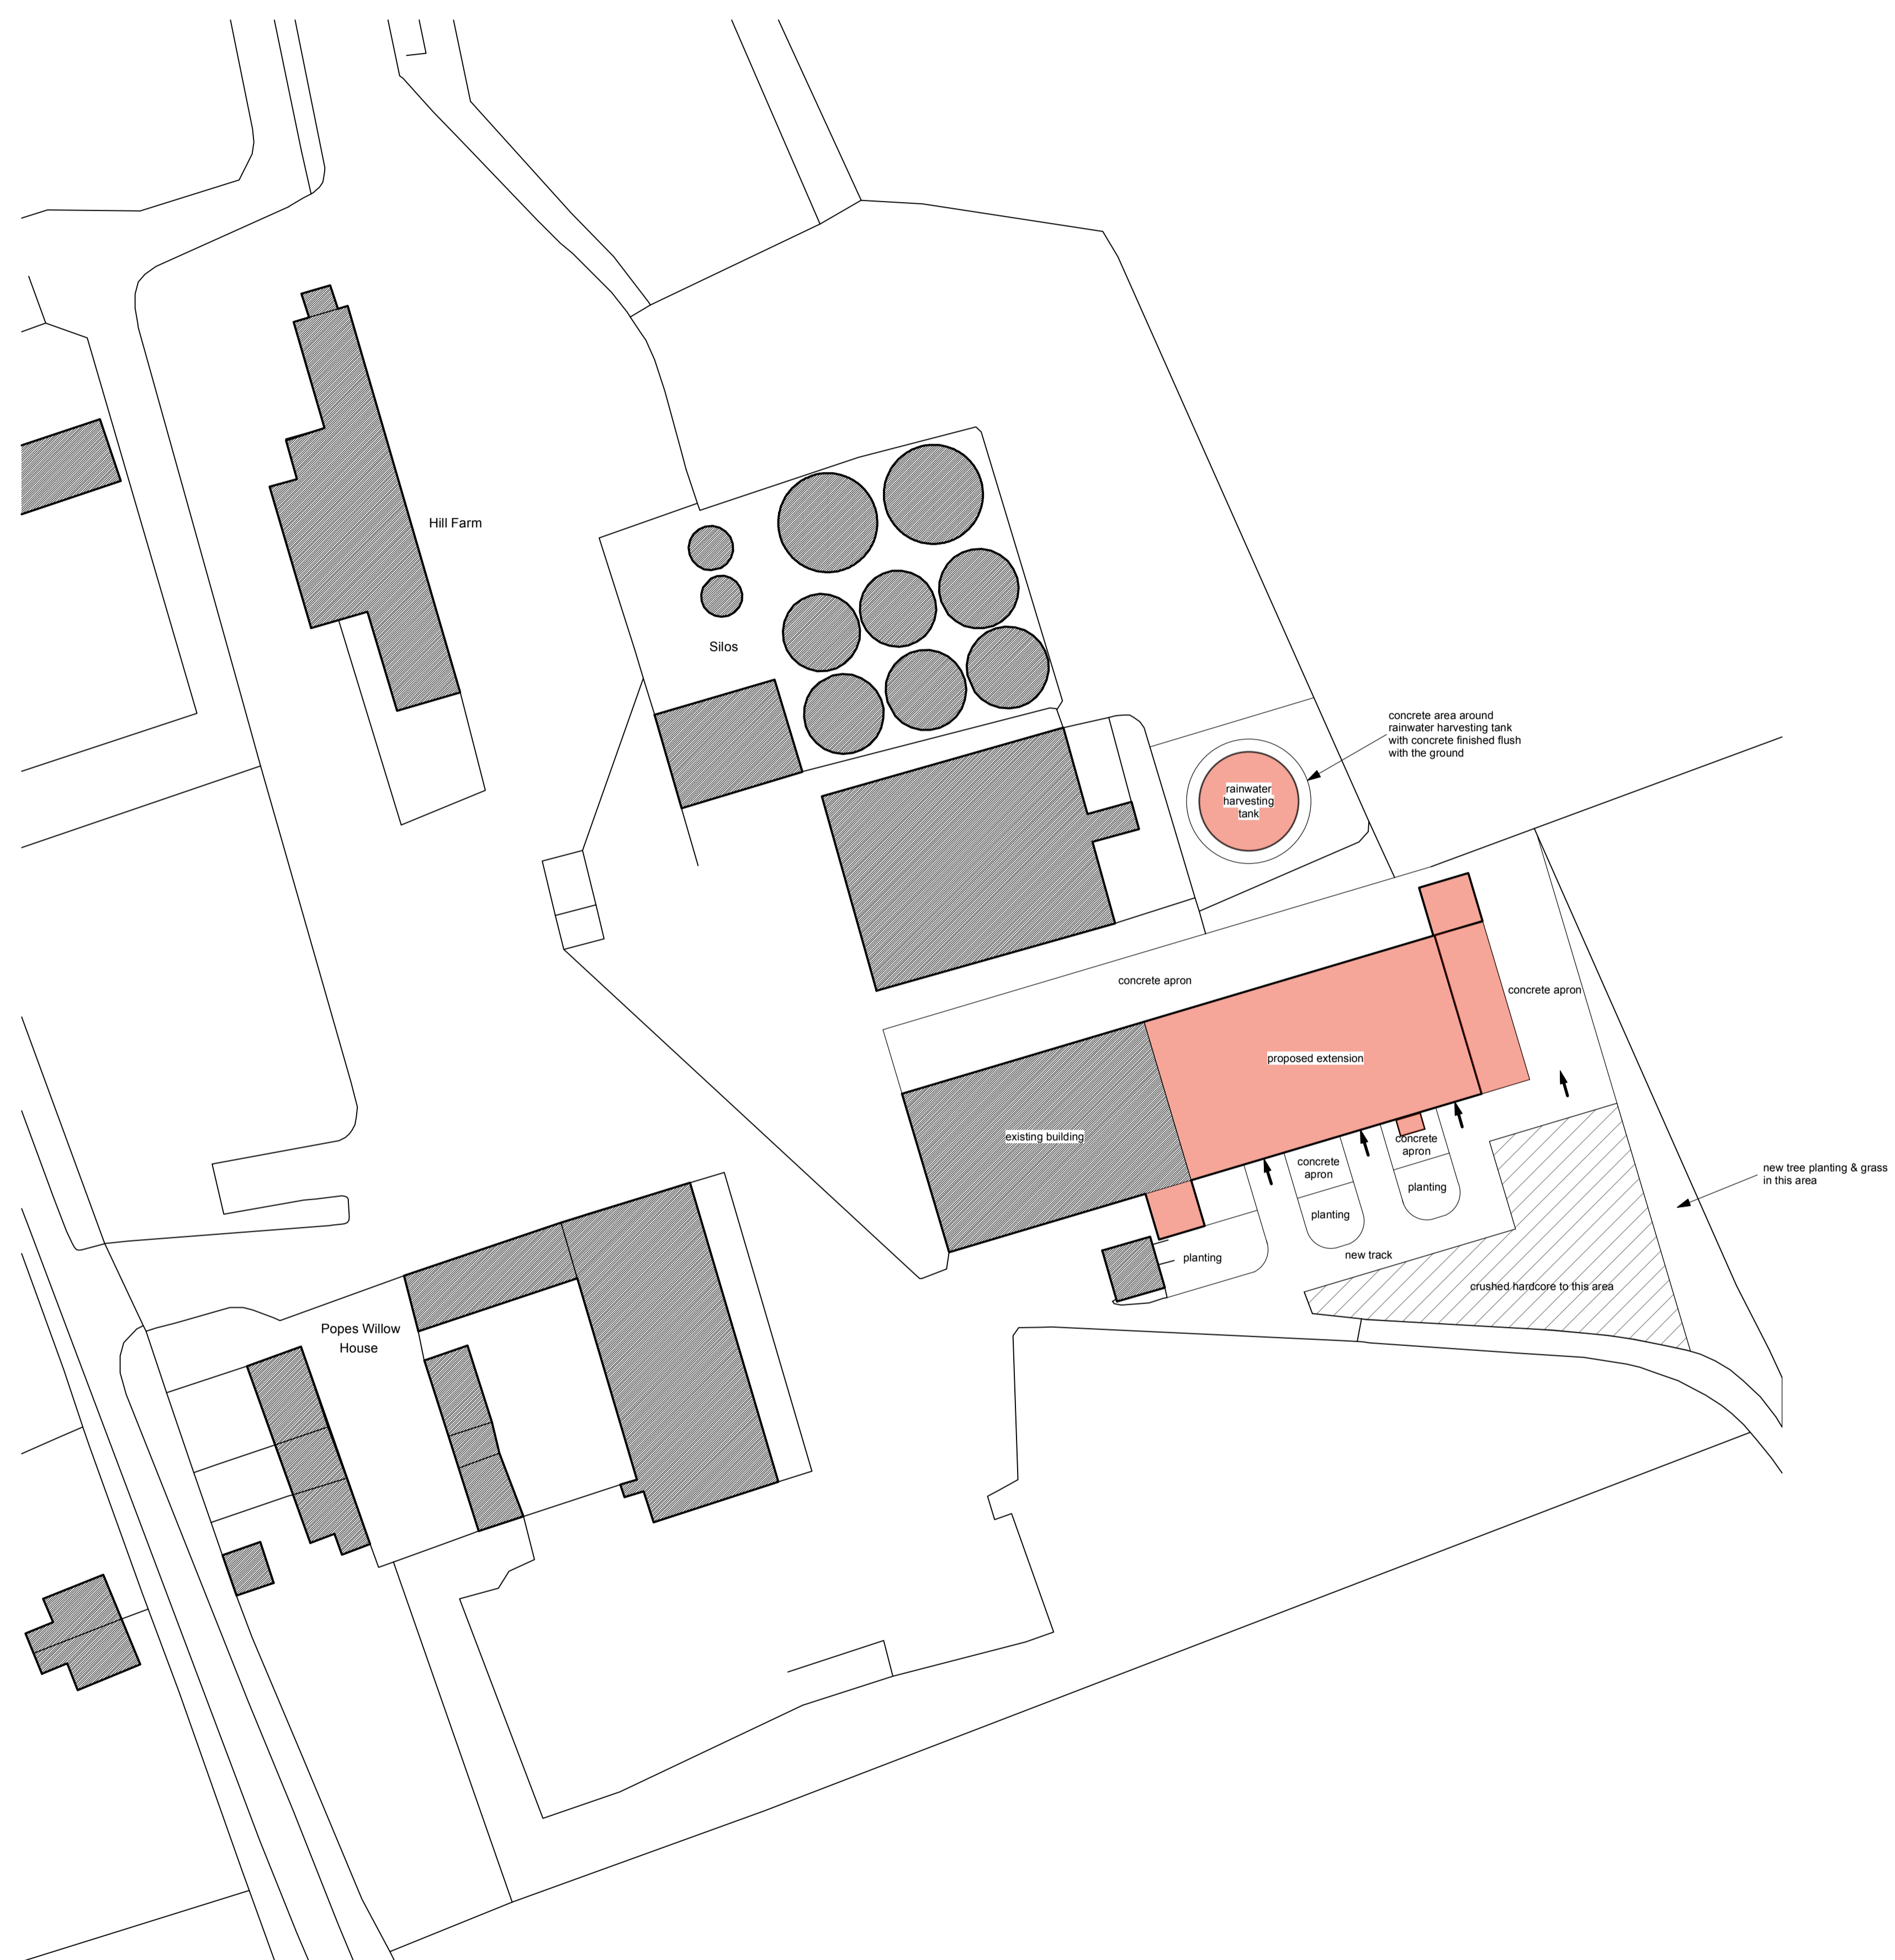 Hill Farm
Silos
concrete area around
rainwater harvesting tank
with concrete finished flush
with the ground
rainwater
harvesting
tank
concrete apron
concrete apron
proposed extension
existing building
concrete
apron
concrete
apron
planting
planting
planting
new tree planting & grass
in this area
new track
crushed hardcore to this area
Popes Willow
House